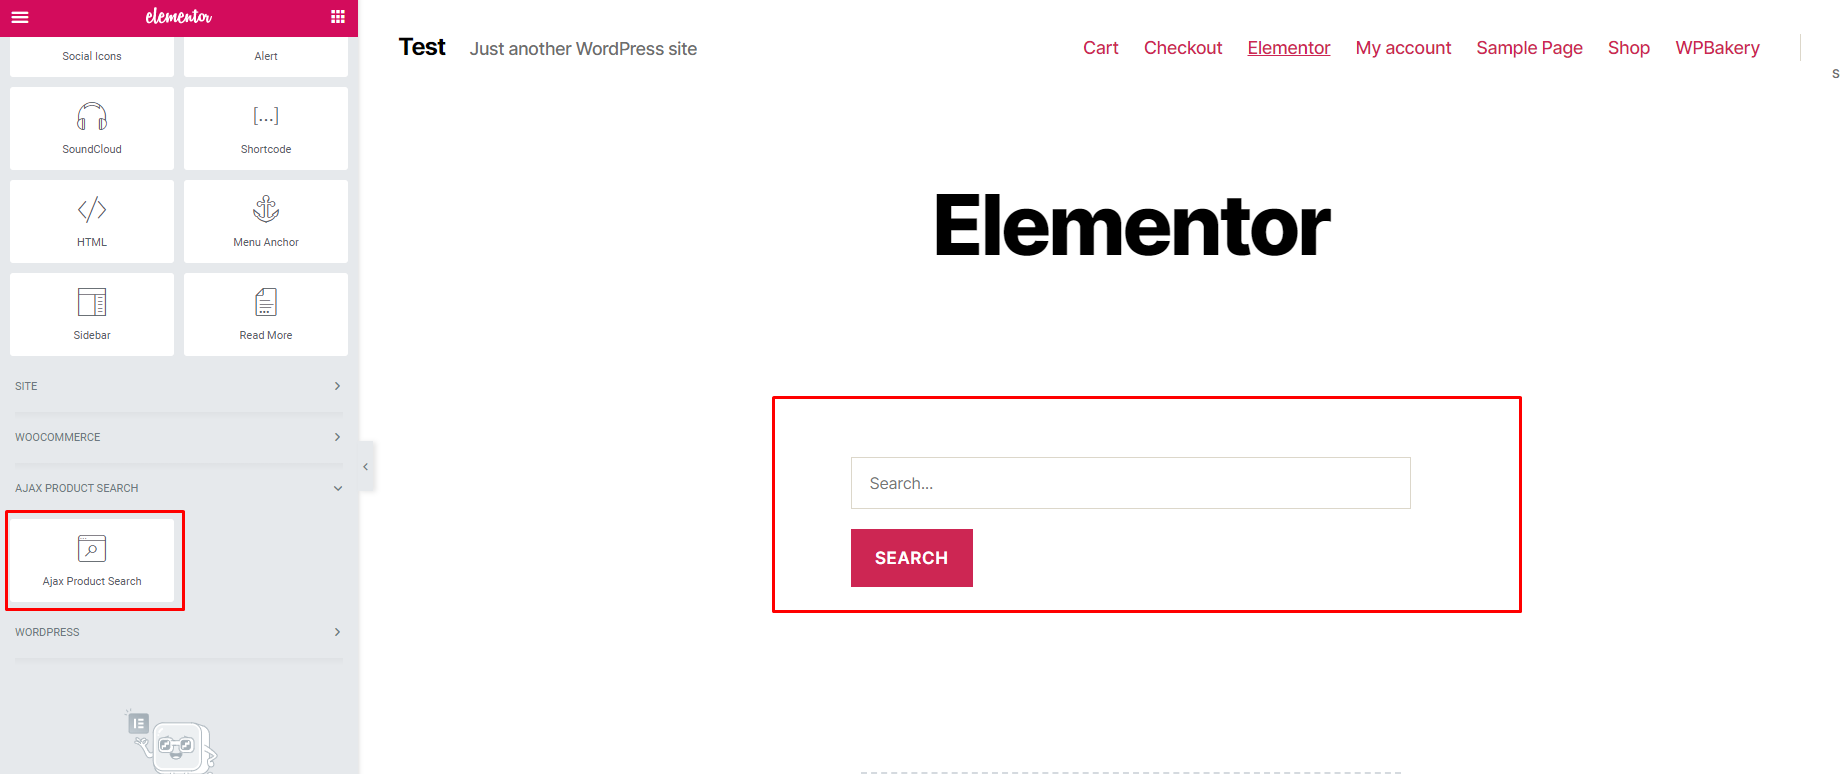 elementor
Social Icons
Alert
SoundCloud
[...]
Shortcode
HTML
Menu Anchor
Sidebar
Read More
SITE
WOOCOMMERCE
AJAX PRODUCT SEARCH
Ajax Product Search
WORDPRESS
Test Just another WordPress site
Cart Checkout Elementor My account Sample Page Shop WPBakery
s
Elementor
Search...
SEARCH